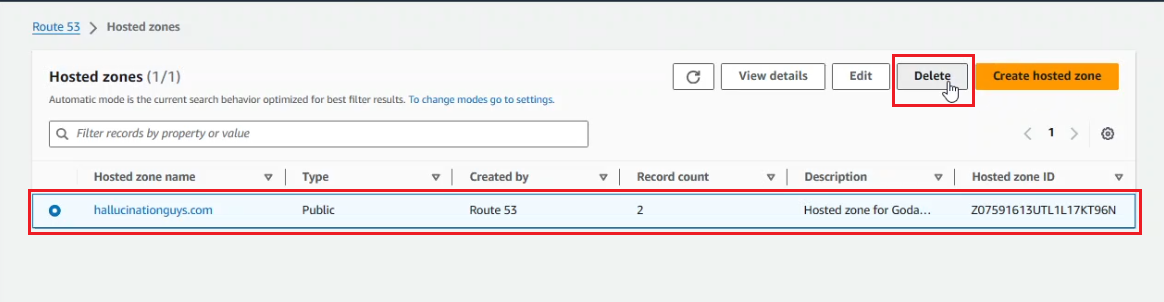 Route 53 > Hosted zones
Hosted zones (1/1) View details Edit Delete Create hosted zone
Automatic mode is the current search behavior optimized for best filter results. To change modes go to settings.
Filter records by property or value 1
Hosted zone name Type Created by Record count Description Hosted zone ID
hallucinationguys.com Public Route 53 2 Hosted zone for Goda... Z07591613UTL1L17KT96N